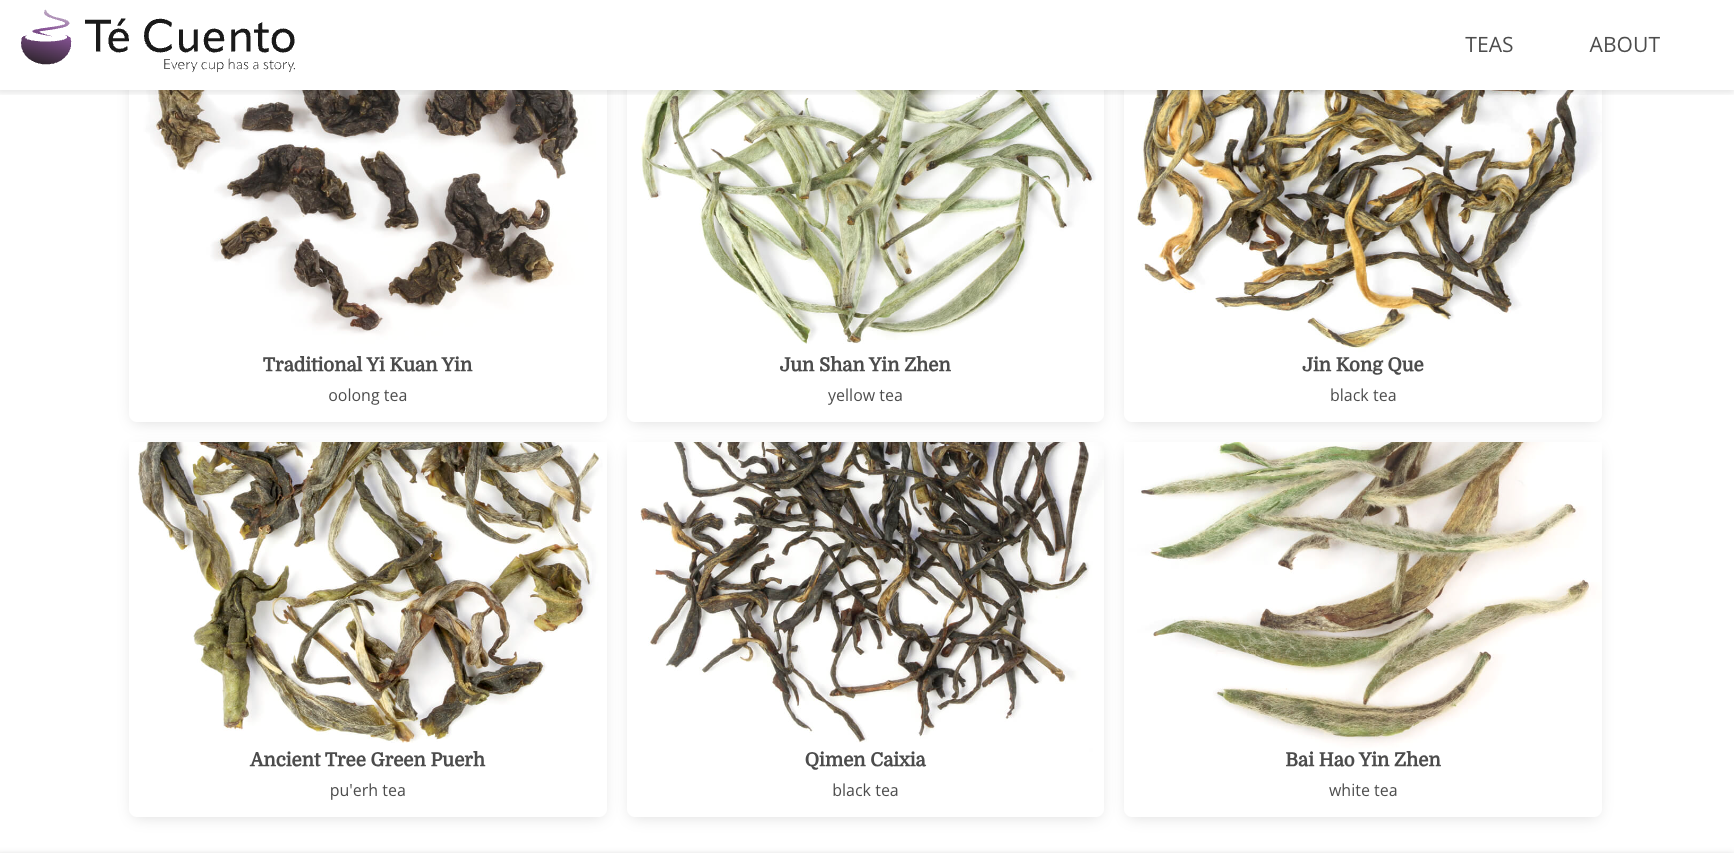 Té Cuento
Every cup has a story.
TEAS
ABOUT
Traditional Yi Kuan Yin
oolong tea
Jun Shan Yin Zhen
yellow tea
Jin Kong Que
black tea
Ancient Tree Green Puerh
pu'erh tea
Qimen Caixia
black tea
Bai Hao Yin Zhen
white tea